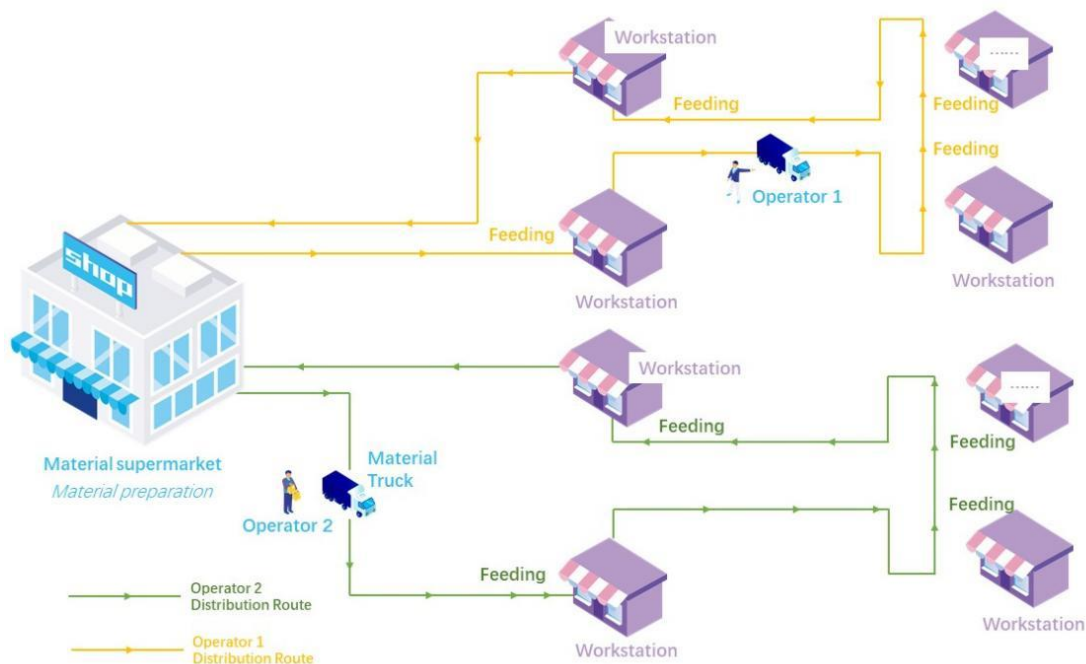 Workstation
Feeding
......
Feeding
Feeding
Operator 1
Feeding
shop
Workstation
Workstation
Workstation
......
Feeding
Feeding
Material supermarket
Material preparation
Material
Truck
Operator 2
Feeding
Feeding
Operator 2
Distribution Route
Workstation
Workstation
Operator 1
Distribution Route